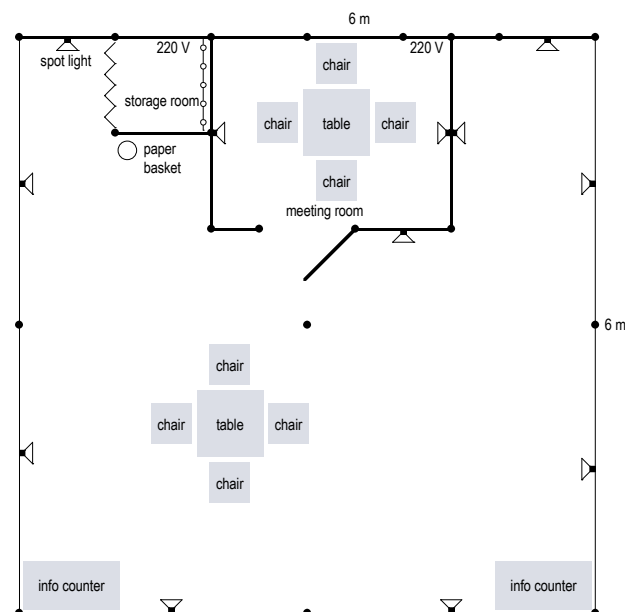 6 m
220 V
220 V
spot light
chair
storage room
chair
table
chair
paper
basket
chair
meeting room
6 m
chair
chair
table
chair
chair
info counter
info counter